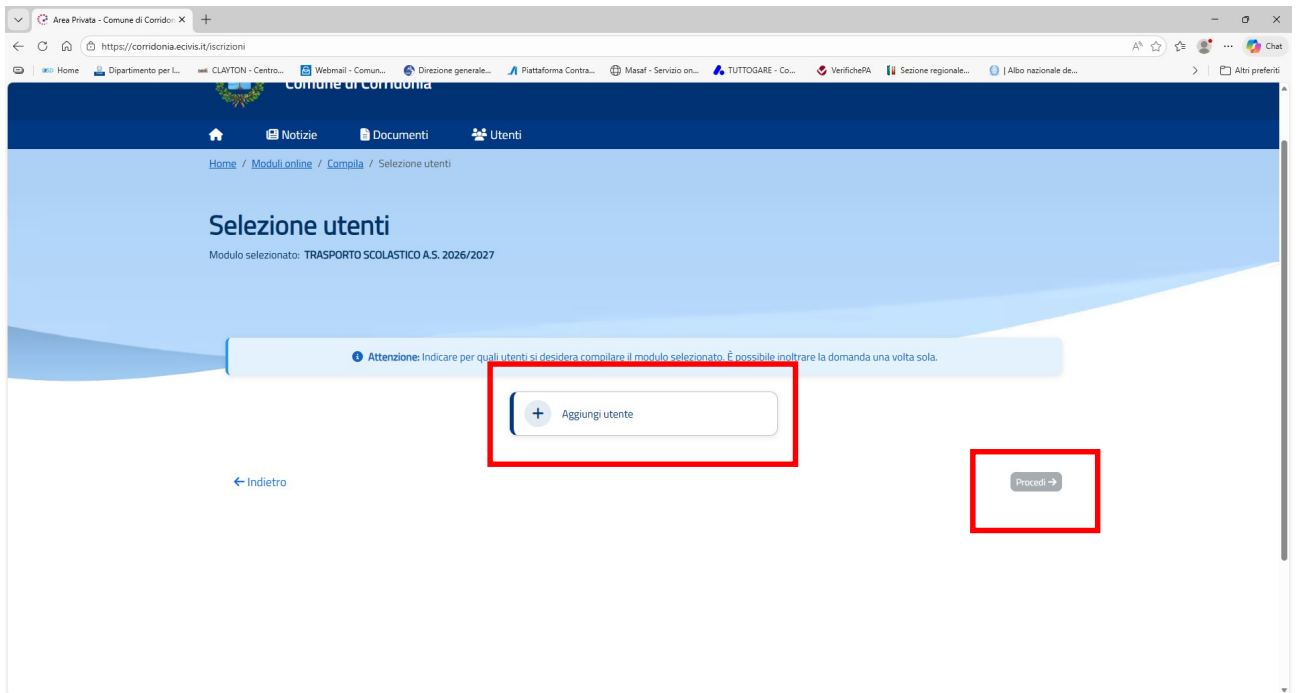 Area Privata - Comune di Corridon
https://corridonia.ecivis.it/iscrizioni
Chat
Home
Dipartimento per l...
CLAYTON - Centro...
Webmail - Comun...
Direzione generale...
Piattaforma Contra...
Masaf - Servizio on...
TUTTOGARE - Co...
VerifichePA
Sezione regionale...
| Albo nazionale de...
Altri preferiti
Comune di Corridonia
Notizie
Documenti
Utenti
Home / Moduli online / Compila / Selezione utenti
Selezione utenti
Modulo selezionato: TRASPORTO SCOLASTICO A.S. 2026/2027
Attenzione: Indicare per quali utenti si desidera compilare il modulo selezionato. È possibile inoltrare la domanda una volta sola.
+ Aggiungi utente
← Indietro
Procedi →